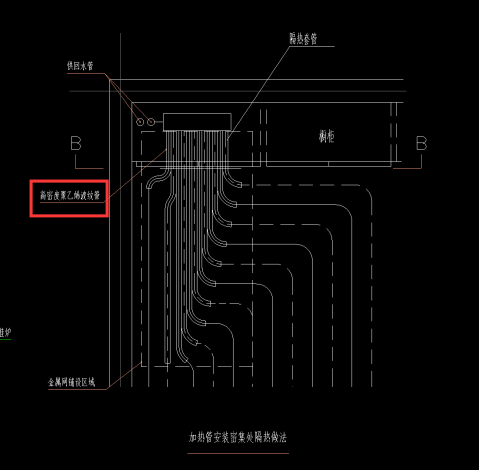 隔热套管
供回水管
橱柜
B
B
高密度聚乙烯波纹管
金属网铺设区域
加热管安装密集处隔热做法